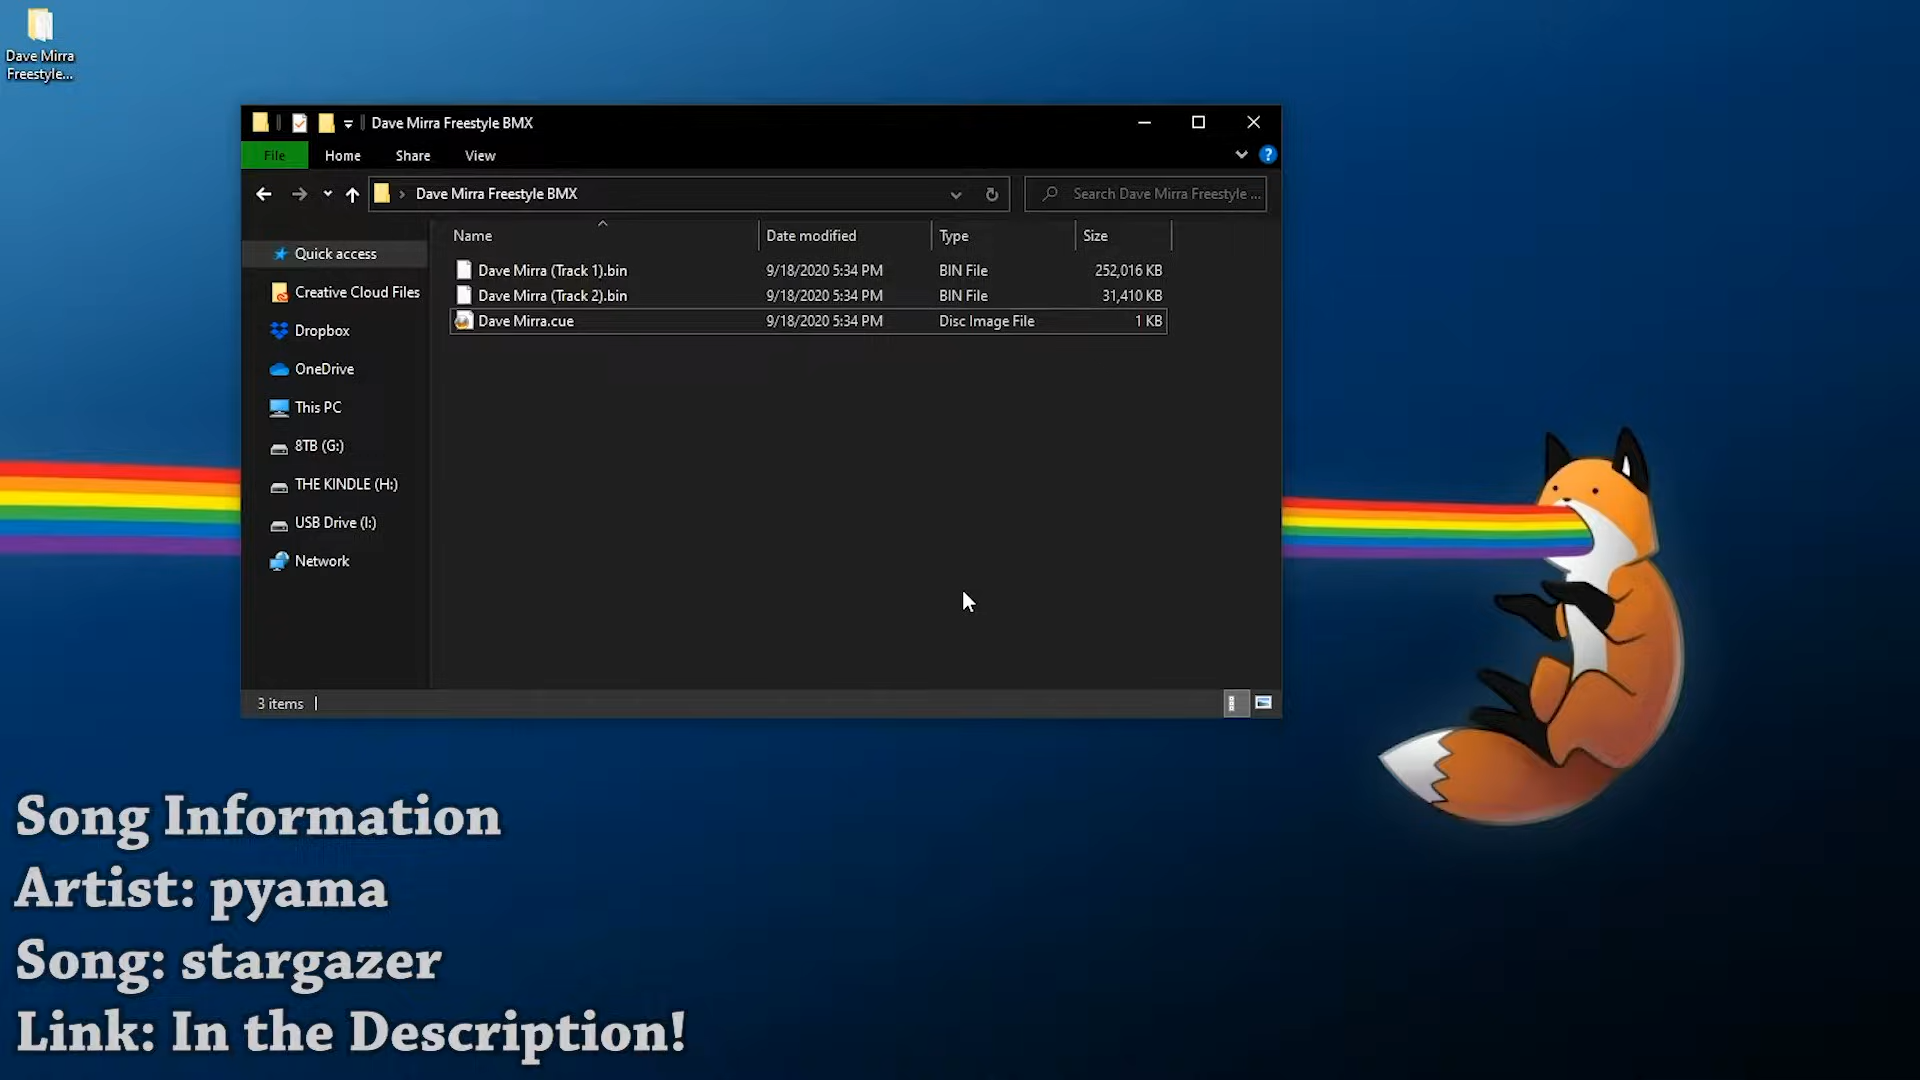 Dave Mirra
Freestyle...
Dave Mirra Freestyle BMX
File Home Share View
Dave Mirra Freestyle BMX
Search Dave Mirra Freestyle ...
Name Date modified Type Size
Quick access
Creative Cloud Files
Dropbox
OneDrive
This PC
8TB (G:)
THE KINDLE (H:)
USB Drive (I:)
Network
Dave Mirra (Track 1).bin 9/18/2020 5:34 PM BIN File 252,016 KB
Dave Mirra (Track 2).bin 9/18/2020 5:34 PM BIN File 31,410 KB
Dave Mirra.cue 9/18/2020 5:34 PM Disc Image File 1 KB
3 items
Song Information
Artist: pyama
Song: stargazer
Link: In the Description!